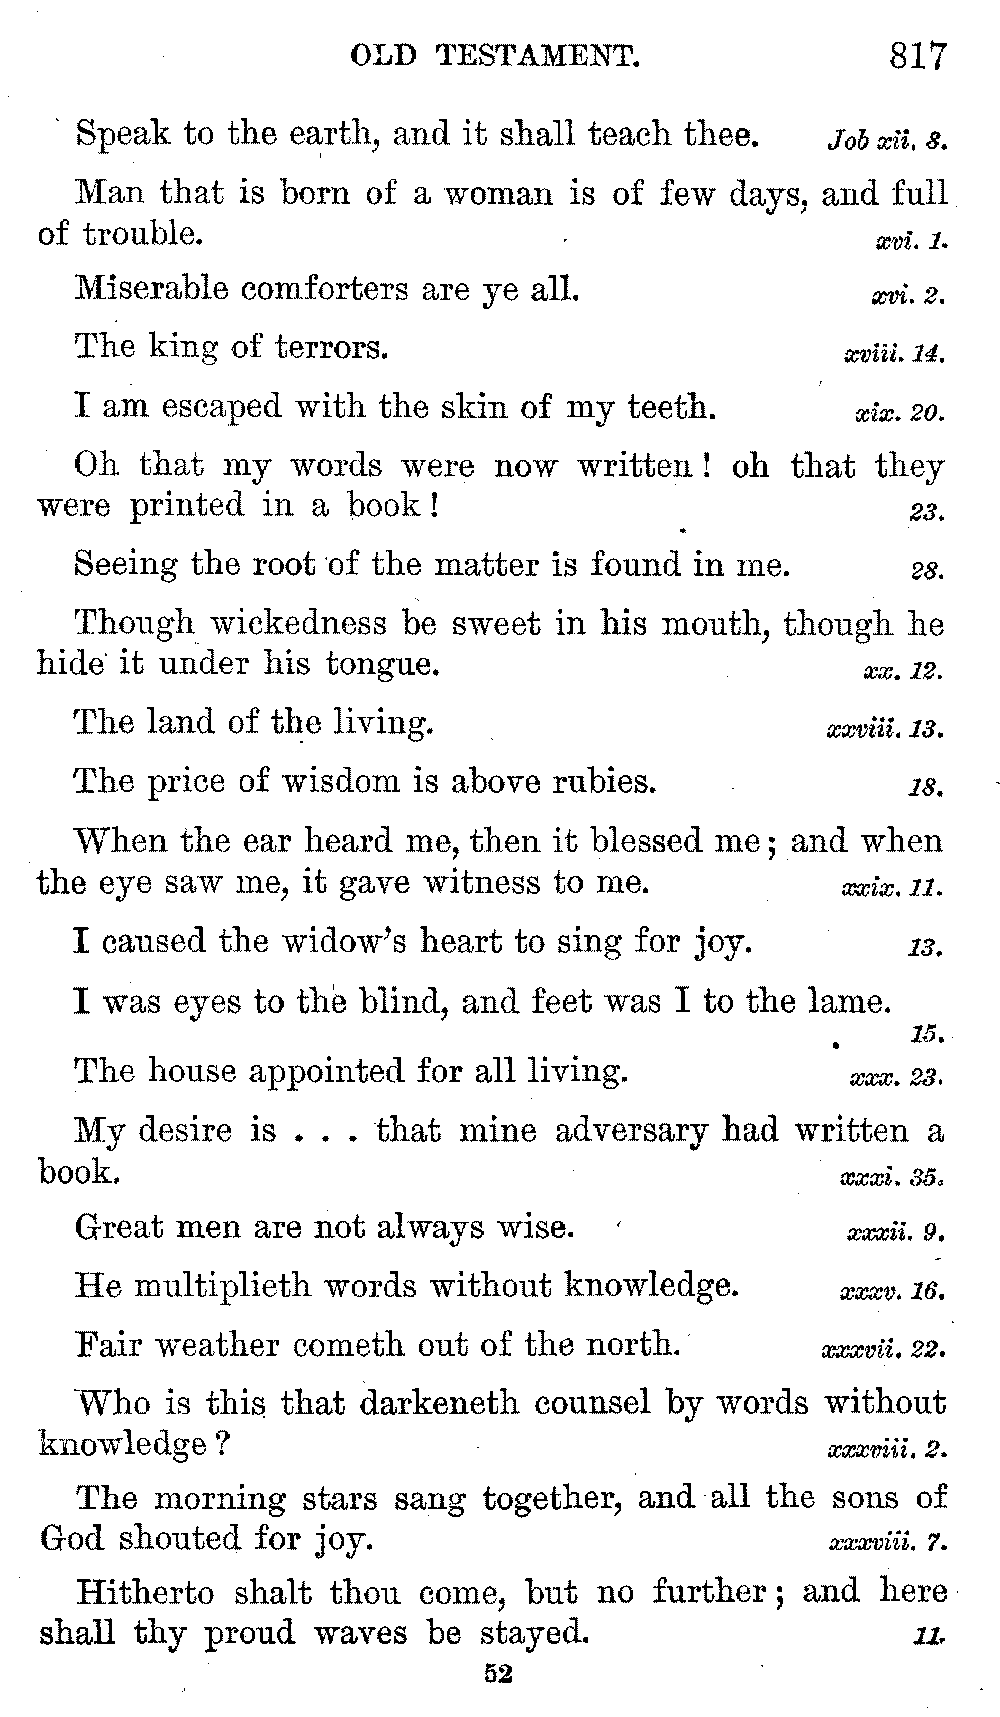 OLD TESTAMENT. 817
Speak to the earth, and it shall teach thee. Job xii. 8.
Man that is born of a woman is of few days, and full
of trouble. xvi. 1.
Miserable comforters are ye all. xvi. 2.
The king of terrors. xviii. 14.
I am escaped with the skin of my teeth. xix. 20.
Oh that my words were now written! oh that they
were printed in a book! 23.
Seeing the root of the matter is found in me. 28.
Though wickedness be sweet in his mouth, though he
hide it under his tongue. xx. 12.
The land of the living. xxviii. 13.
The price of wisdom is above rubies. 18.
When the ear heard me, then it blessed me; and when
the eye saw me, it gave witness to me. xxix. 11.
I caused the widow's heart to sing for joy. 13.
I was eyes to the blind, and feet was I to the lame.
15.
The house appointed for all living. xxx. 23.
My desire is . . . that mine adversary had written a
book. xxxi. 35.
Great men are not always wise. xxxii. 9.
He multiplieth words without knowledge. xxxv. 16.
Fair weather cometh out of the north. xxxvii. 22.
Who is this that darkeneth counsel by words without
knowledge? xxxviii. 2.
The morning stars sang together, and all the sons of
God shouted for joy. xxxviii. 7.
Hitherto shalt thou come, but no further; and here
shall thy proud waves be stayed. 11.
52